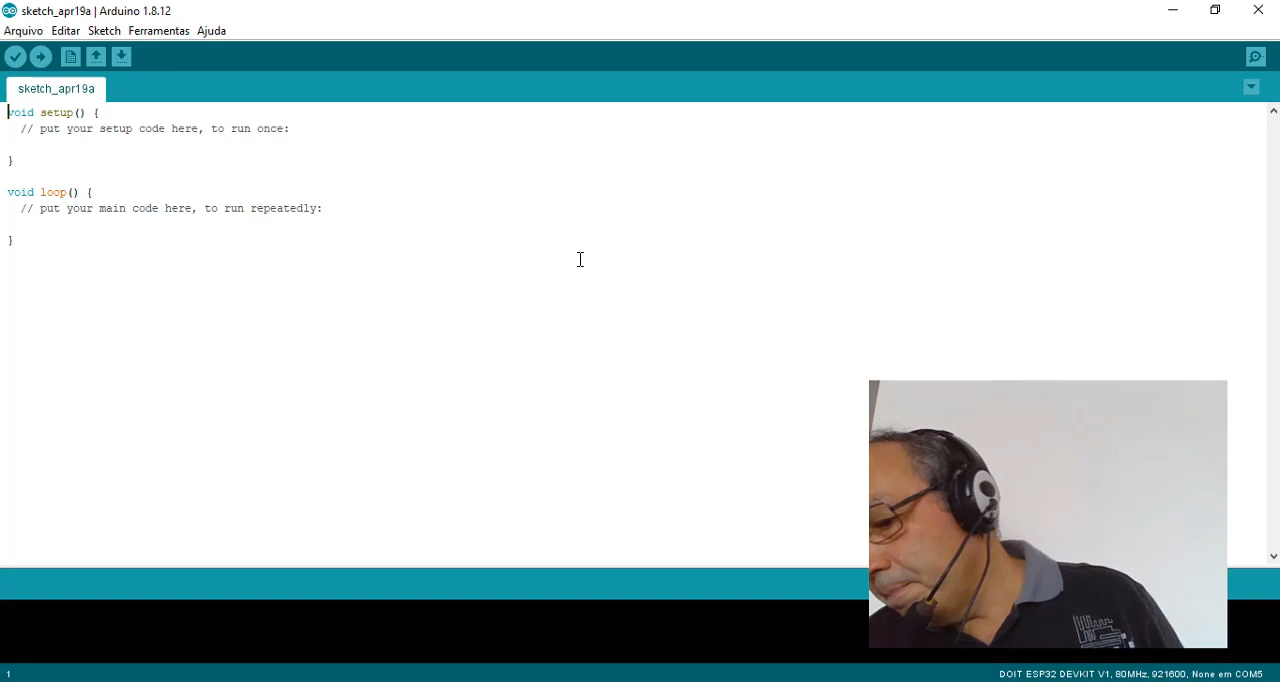 sketch_apr19a | Arduino 1.8.12
Arquivo Editar Sketch Ferramentas Ajuda
sketch_apr19a
void setup() {
// put your setup code here, to run once:
}
void loop() {
// put your main code here, to run repeatedly:
}
1
DOIT ESP32 DEVKIT V1, 80MHz, 921600, None em COM5